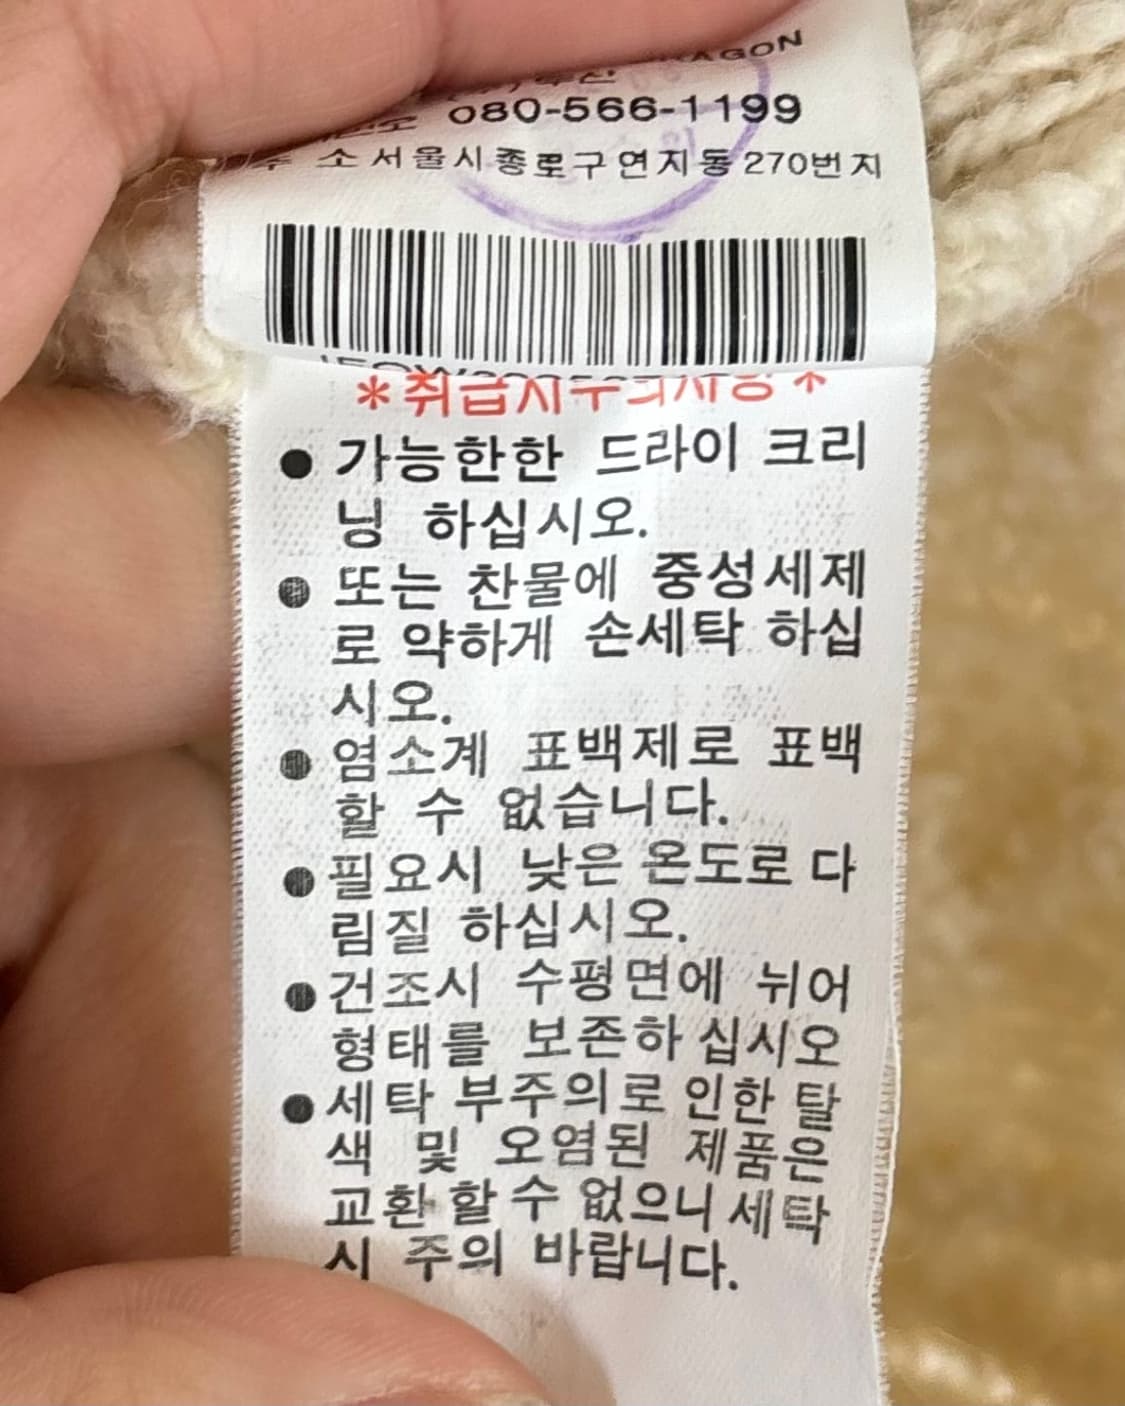 080-566-1199
소 서울시종로구연지동270번지
*취급시주의사항*
● 가능한한 드라이 크리
닝 하십시오.
● 또는 찬물에 중성세제
로 약하게 손세탁 하십
시오.
● 염소계 표백제로 표백
할 수 없습니다.
● 필요시 낮은 온도로 다
림질 하십시오.
● 건조시 수평면에 뉘어
형태를 보존하십시오
● 세탁 부주의로 인한 탈
색 및 오염된 제품은
교환 할 수 없으니 세탁
시 주의 바랍니다.